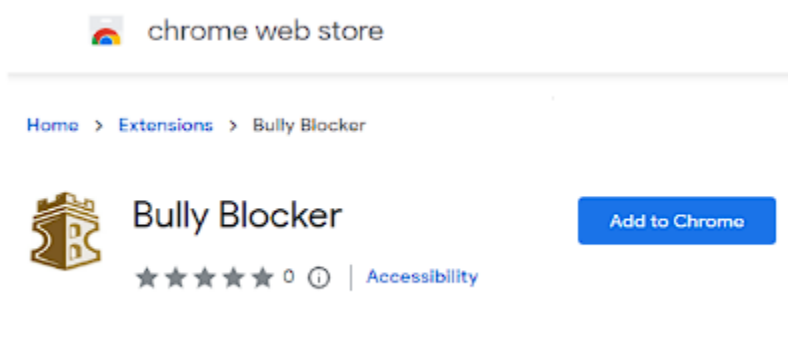 chrome web store
Home > Extensions > Bully Blocker
Bully Blocker
Add to Chrome
0 | Accessibility